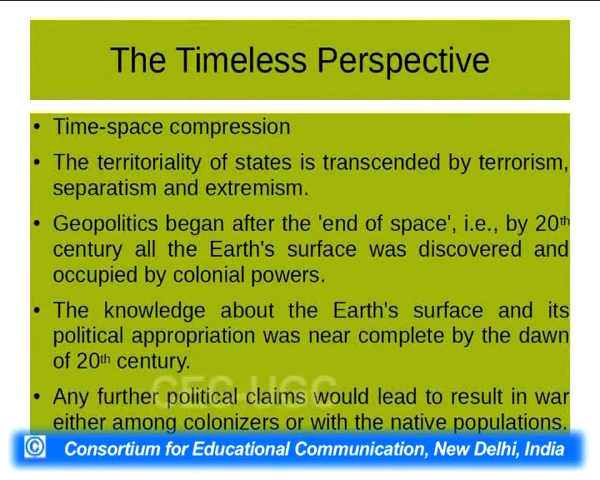 The Timeless Perspective
• Time-space compression
• The territoriality of states is transcended by terrorism,
separatism and extremism.
• Geopolitics began after the 'end of space', i.e., by 20th
century all the Earth's surface was discovered and
occupied by colonial powers.
• The knowledge about the Earth's surface and its
political appropriation was near complete by the dawn
of 20th century.
• Any further political claims would lead to result in war
either among colonizers or with the native populations.
CEC-UGC
© Consortium for Educational Communication, New Delhi, India